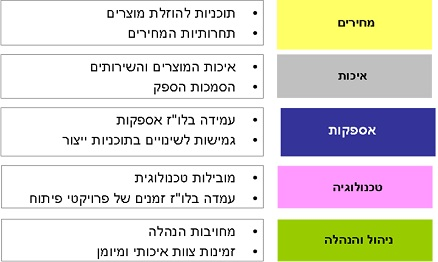 מחירים
• תוכניות להוזלת מוצרים
• תחרותיות המחירים
איכות
• איכות המוצרים והשירותים
• הסמכות הספק
אספקות
• עמידה בלו"ז אספקות
• גמישות לשינויים בתוכניות ייצור
טכנולוגיה
• מובילות טכנולוגית
• עמדה בלו"ז זמנים של פרויקטי פיתוח
ניהול והנהלה
• מחויבות הנהלה
• זמינות צוות איכותי ומיומן